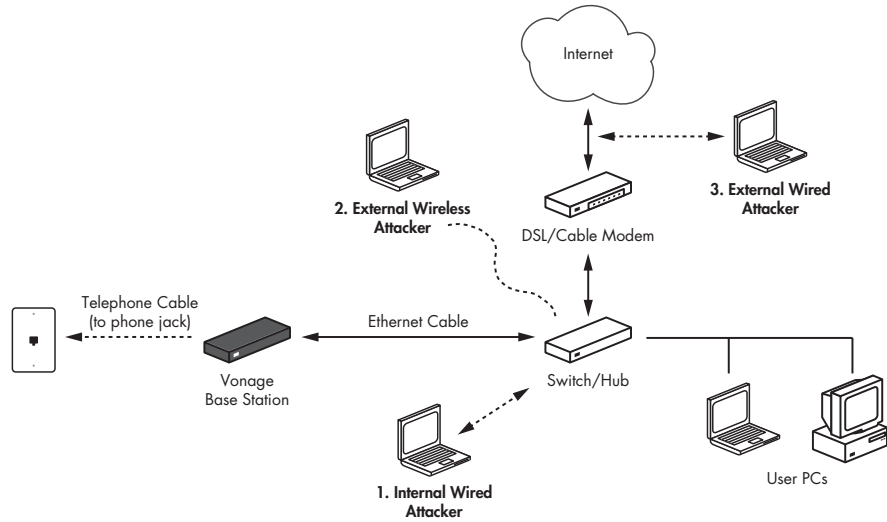 Internet
2. External Wireless
Attacker
3. External Wired
Attacker
DSL/Cable Modem
Telephone Cable
(to phone jack)
Ethernet Cable
Vonage
Base Station
Switch/Hub
1. Internal Wired
Attacker
User PCs